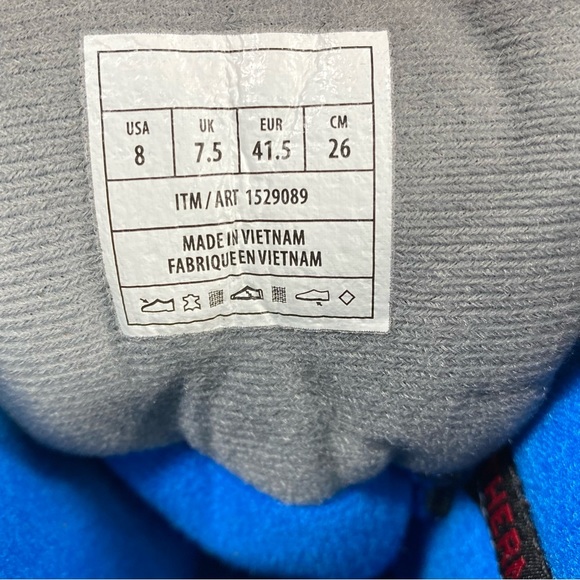 USA UK EUR CM
8 7.5 41.5 26
ITM/ART 1529089
MADE IN VIETNAM
FABRIQUE EN VIETNAM